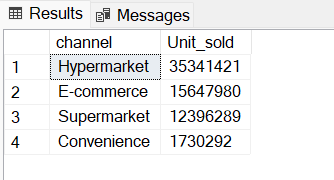 Results Messages
channel Unit_sold
1 Hypermarket 35341421
2 E-commerce 15647980
3 Supermarket 12396289
4 Convenience 1730292